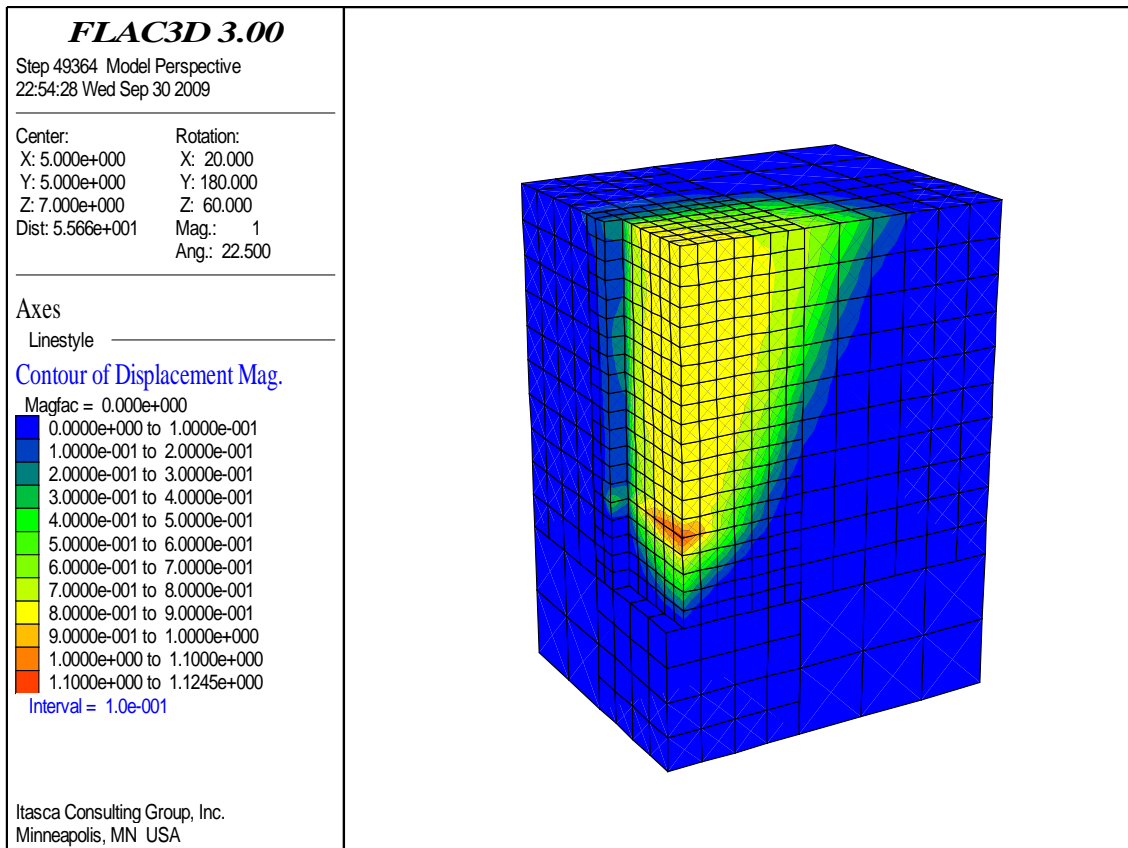 FLAC3D 3.00
Step 49364 Model Perspective
22:54:28 Wed Sep 30 2009
Center: Rotation:
X: 5.000e+000 X: 20.000
Y: 5.000e+000 Y: 180.000
Z: 7.000e+000 Z: 60.000
Dist: 5.566e+001 Mag.: 1
Ang.: 22.500
Axes
Linestyle
Contour of Displacement Mag.
Magfac = 0.000e+000
0.0000e+000 to 1.0000e-001
1.0000e-001 to 2.0000e-001
2.0000e-001 to 3.0000e-001
3.0000e-001 to 4.0000e-001
4.0000e-001 to 5.0000e-001
5.0000e-001 to 6.0000e-001
6.0000e-001 to 7.0000e-001
7.0000e-001 to 8.0000e-001
8.0000e-001 to 9.0000e-001
9.0000e-001 to 1.0000e+000
1.0000e+000 to 1.1000e+000
1.1000e+000 to 1.1245e+000
Interval = 1.0e-001
Itasca Consulting Group, Inc.
Minneapolis, MN USA